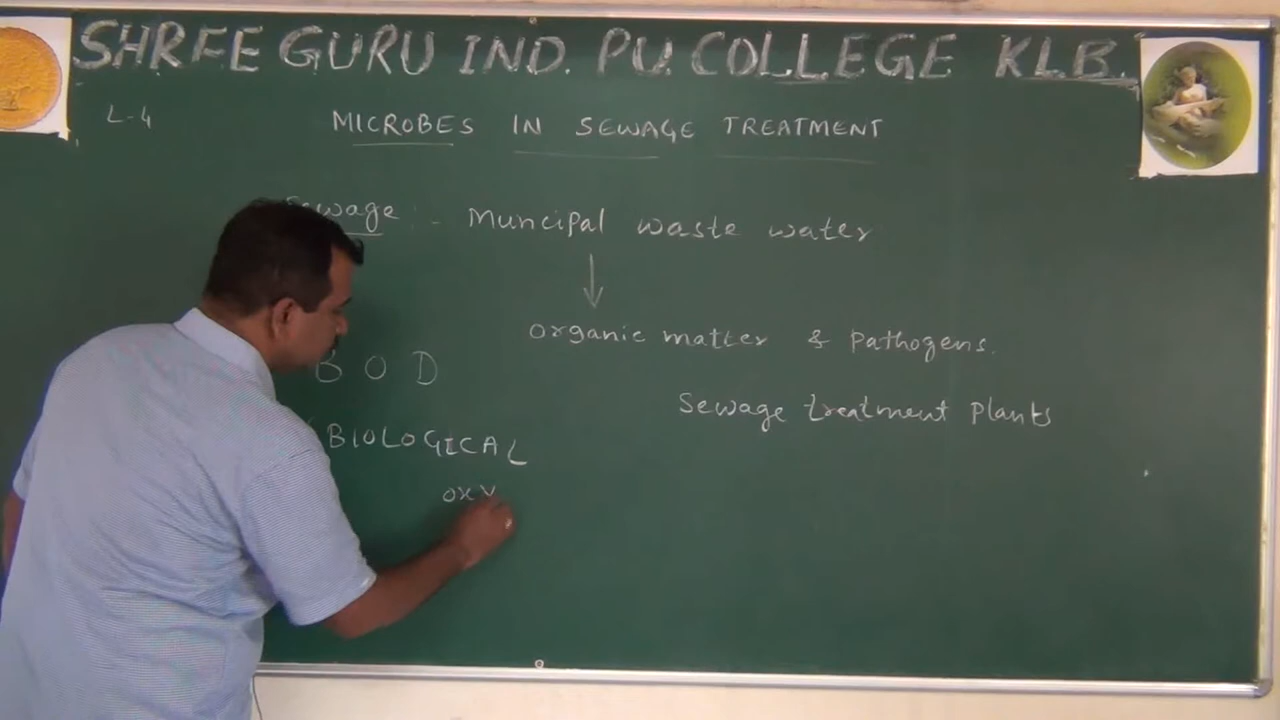 SHREE GURU IND. PU. COLLEGE KLB.
L-4
MICROBES IN SEWAGE TREATMENT
Sewage :- Muncipal waste water
organic matter & pathogens.
B O D
Sewage treatment plants
BIOLOGICAL
OXY